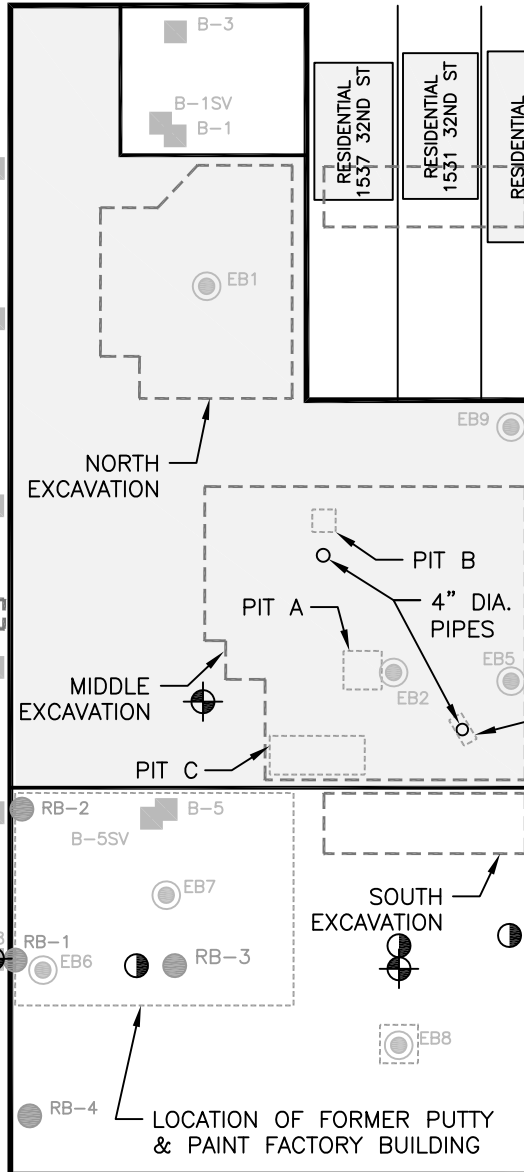 B-3
B-1SV
B-1
RESIDENTIAL
1537 32ND ST
RESIDENTIAL
1531 32ND ST
RESIDENTIAL
EB1
EB9
NORTH
EXCAVATION
PIT B
4" DIA.
PIPES
PIT A
EB2
EB5
MIDDLE
EXCAVATION
PIT C
RB-2
B-5
B-5SV
EB7
SOUTH
EXCAVATION
RB-1
EB6
RB-3
EB8
RB-4
LOCATION OF FORMER PUTTY
& PAINT FACTORY BUILDING